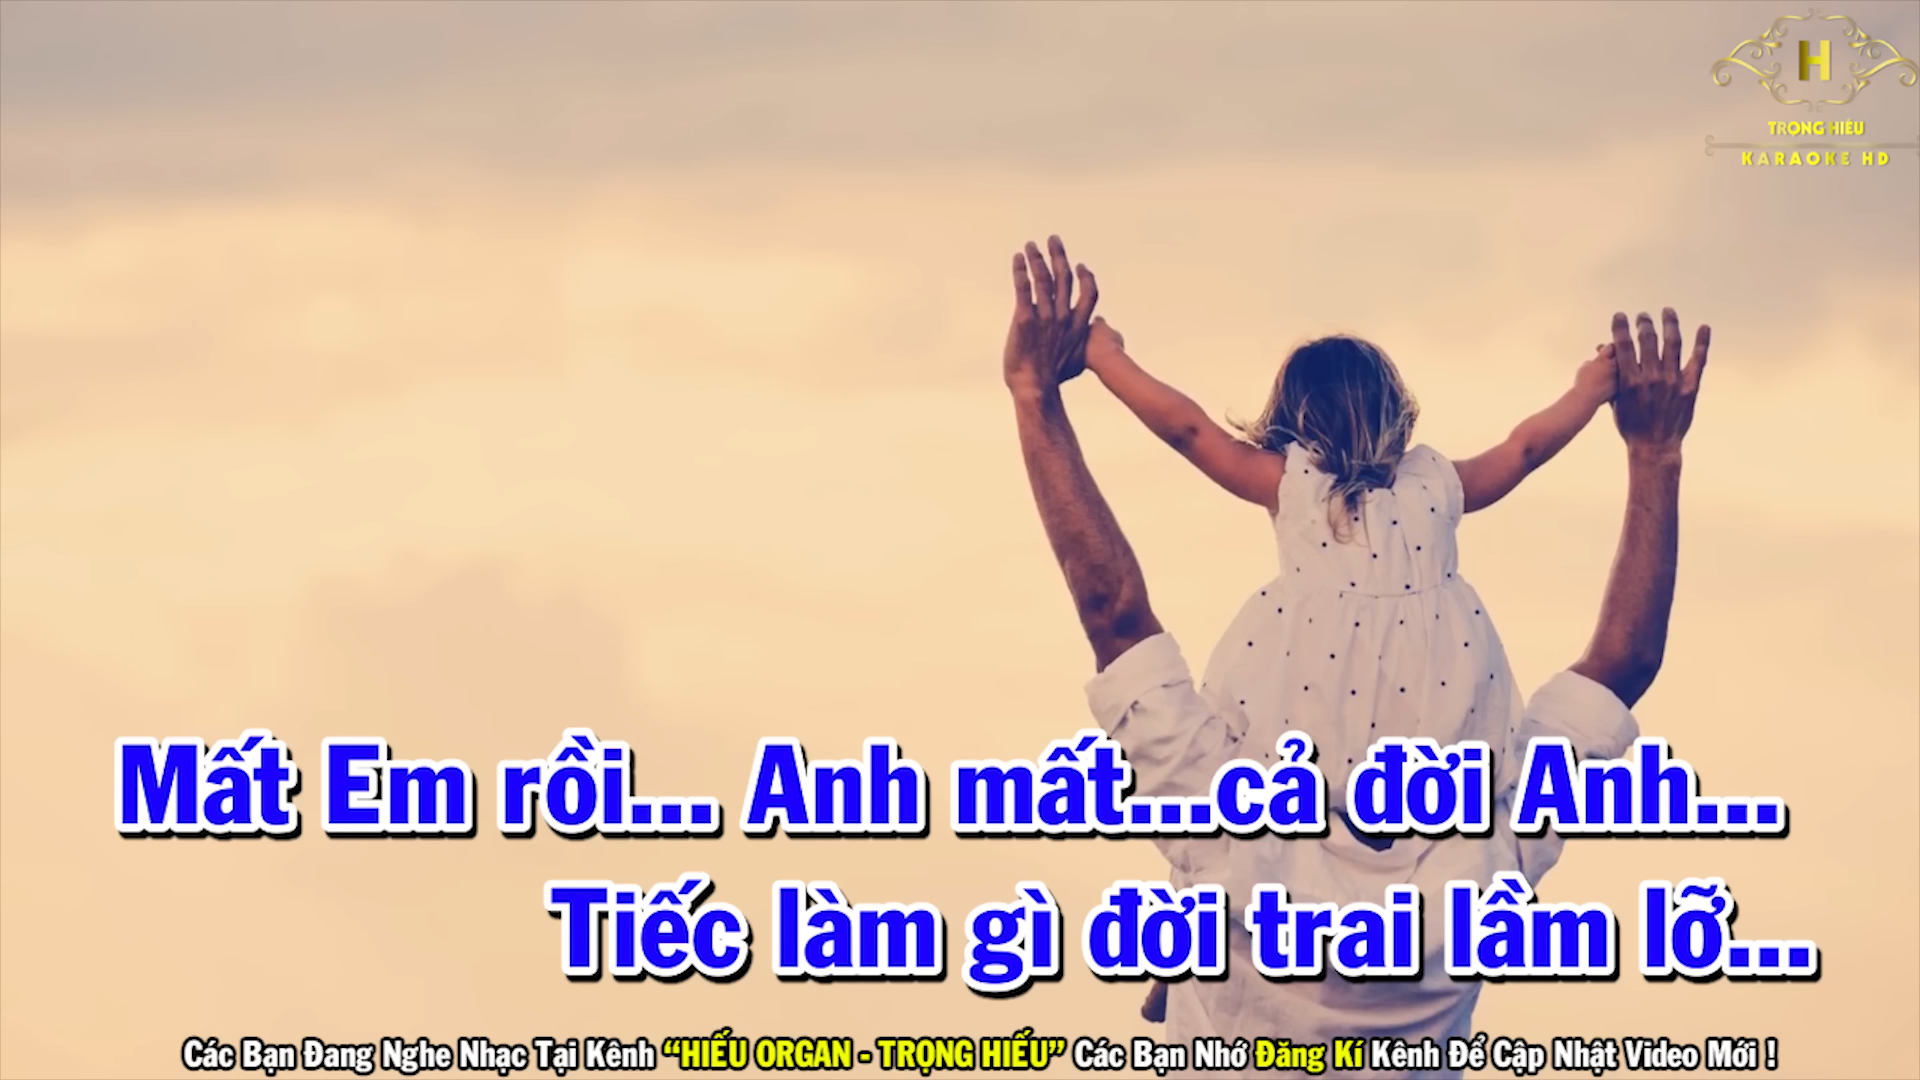 H
TRỌNG HIẾU
KARAOKE HD
Mất Em rồi... Anh mất...cả đời Anh...
Tiếc làm gì đời trai lầm lỡ...
Các Bạn Đang Nghe Nhạc Tại Kênh “HIẾU ORGAN - TRỌNG HIẾU” Các Bạn Nhớ Đăng Kí Kênh Để Cập Nhật Video Mới !